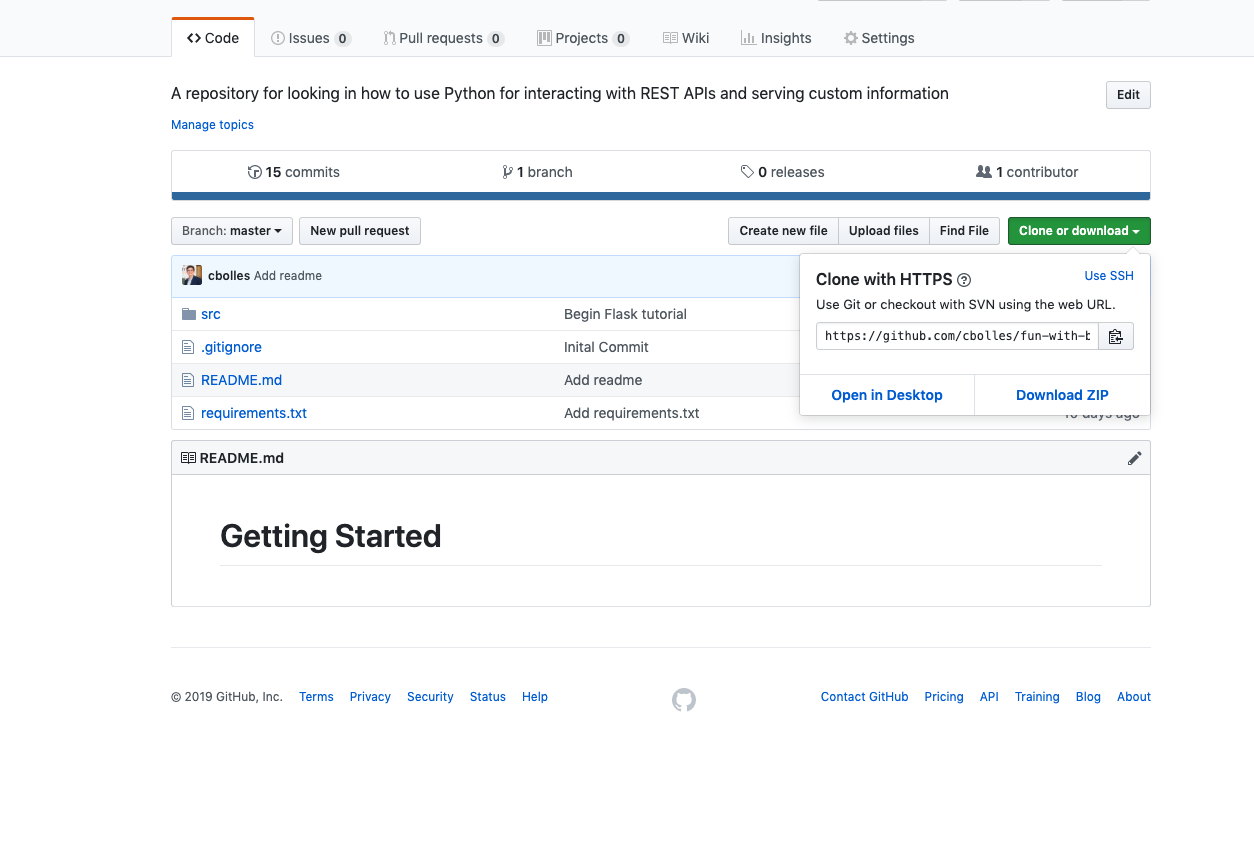 Code Issues 0 Pull requests 0 Projects 0 Wiki Insights Settings
A repository for looking in how to use Python for interacting with REST APIs and serving custom information
Edit
Manage topics
15 commits 1 branch 0 releases 1 contributor
Branch: master New pull request Create new file Upload files Find File Clone or download
cbolles Add readme
Clone with HTTPS Use SSH
Use Git or checkout with SVN using the web URL.
https://github.com/cbolles/fun-with-b
Open in Desktop Download ZIP
src Begin Flask tutorial
.gitignore Inital Commit
README.md Add readme
requirements.txt Add requirements.txt days ago
README.md
Getting Started
© 2019 GitHub, Inc. Terms Privacy Security Status Help Contact GitHub Pricing API Training Blog About